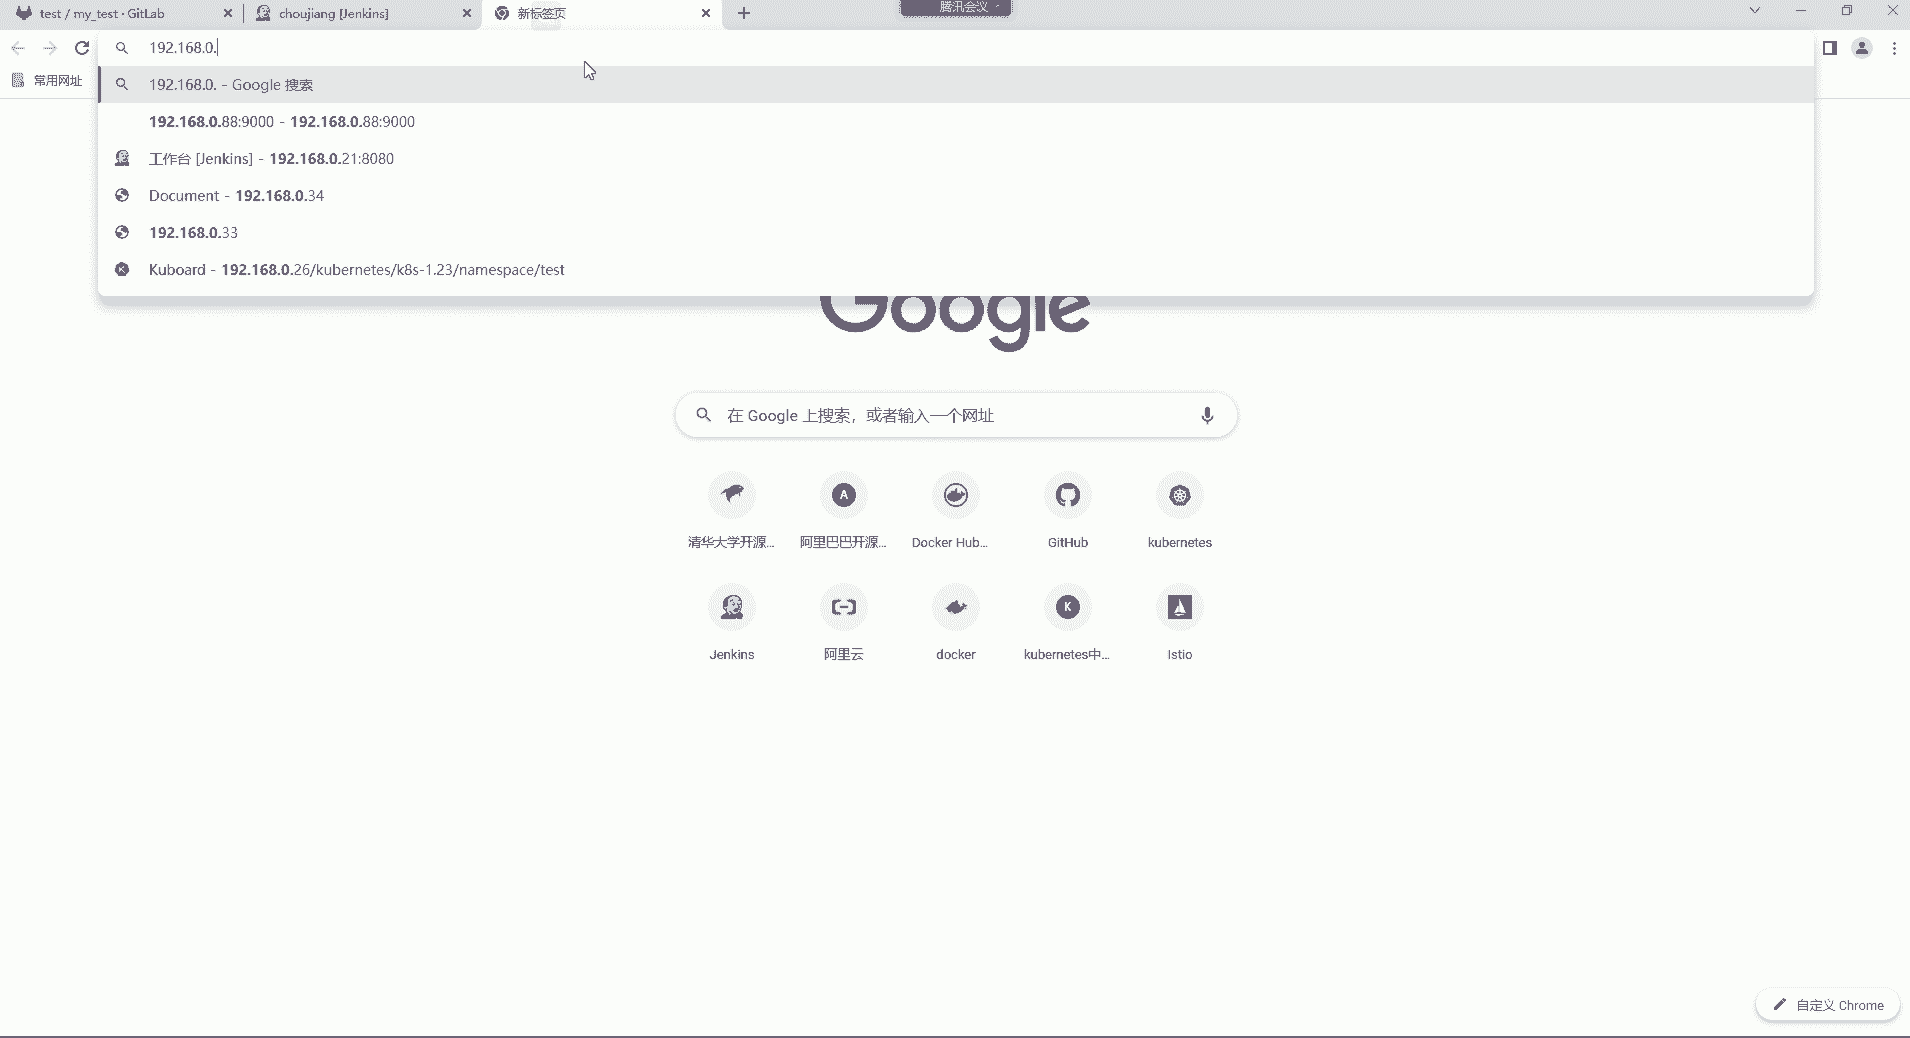 test / my_test · GitLab
choujiang [Jenkins]
新标签页
腾讯会议
192.168.0.
常用网址
192.168.0. - Google 搜索
192.168.0.88:9000 - 192.168.0.88:9000
工作台 [Jenkins] - 192.168.0.21:8080
Document - 192.168.0.34
192.168.0.33
Kuboard - 192.168.0.26/kubernetes/k8s-1.23/namespace/test
Google
在 Google 上搜索，或者输入一个网址
清华大学开源...
阿里巴巴开源...
Docker Hub...
GitHub
kubernetes
Jenkins
阿里云
docker
kubernetes中...
Istio
自定义 Chrome